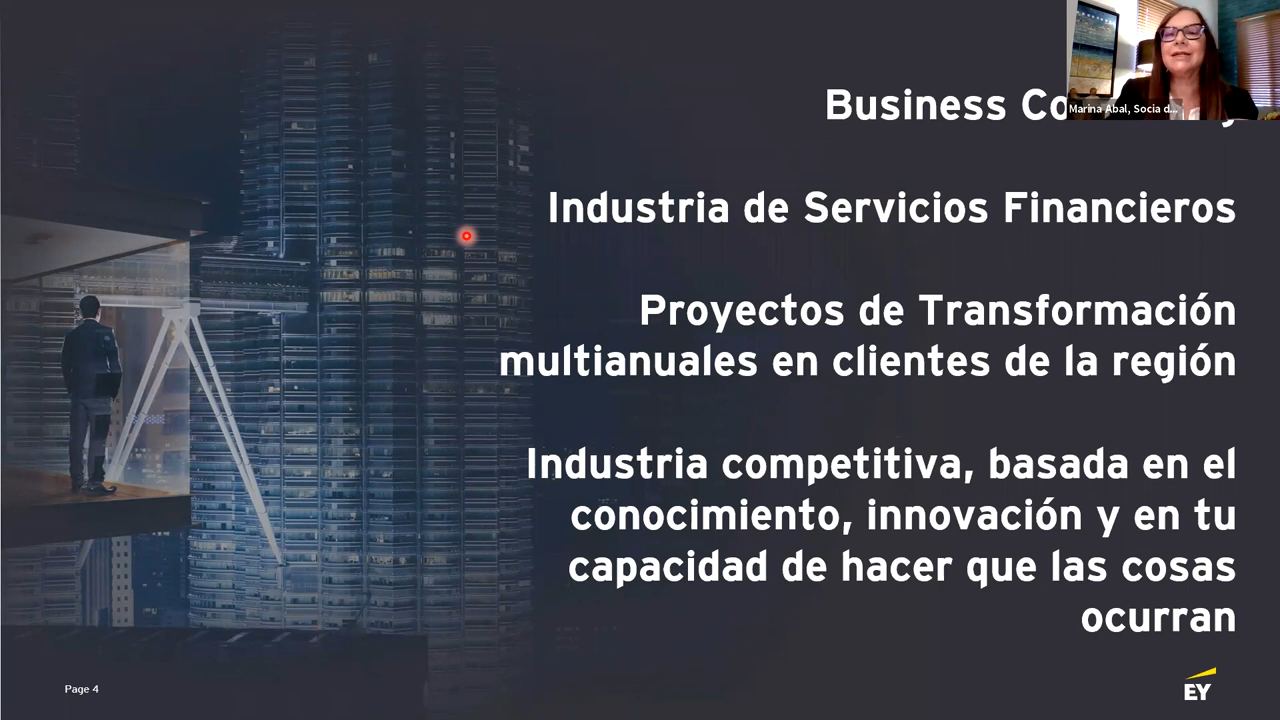 Business Co
Marina Abal, Socia d...
Industria de Servicios Financieros
Proyectos de Transformación
multianuales en clientes de la región
Industria competitiva, basada en el
conocimiento, innovación y en tu
capacidad de hacer que las cosas
ocurran
Page 4
EY